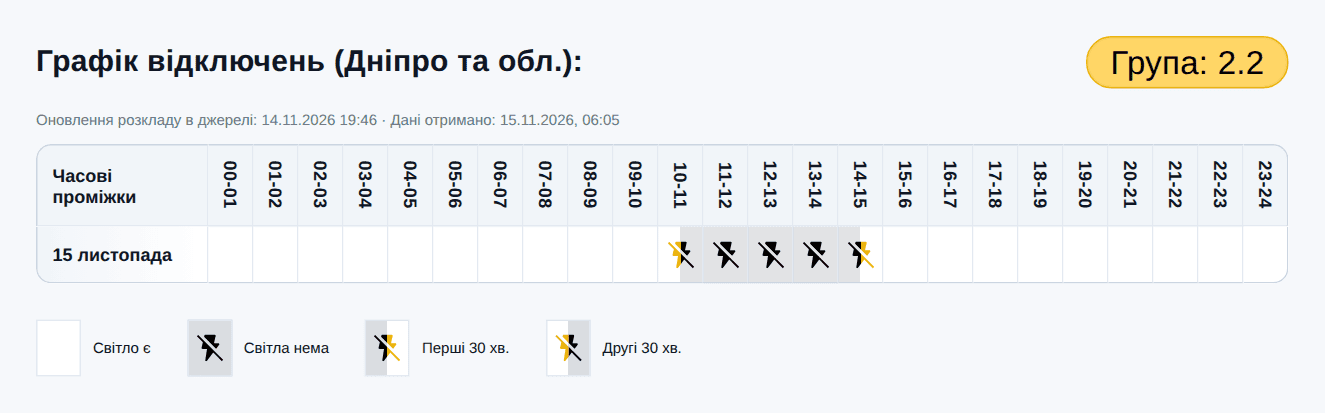 Графік відключень (Дніпро та обл.):
Група: 2.2
Оновлення розкладу в джерелі: 14.11.2026 19:46 · Дані отримано: 15.11.2026, 06:05
Часові
проміжки
00-01
01-02
02-03
03-04
04-05
05-06
06-07
07-08
08-09
09-10
10-11
11-12
12-13
13-14
14-15
15-16
16-17
17-18
18-19
19-20
20-21
21-22
22-23
23-24
15 листопада
Світло є
Світла нема
Перші 30 хв.
Другі 30 хв.